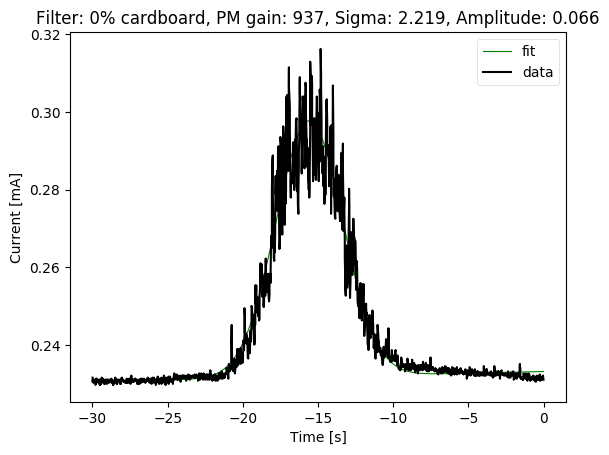 Filter: 0% cardboard, PM gain: 937, Sigma: 2.219, Amplitude: 0.066
0.32
fit
data
0.30
0.28
Current [mA]
0.26
0.24
−30
−25
−20
−15
−10
−5
0
Time [s]